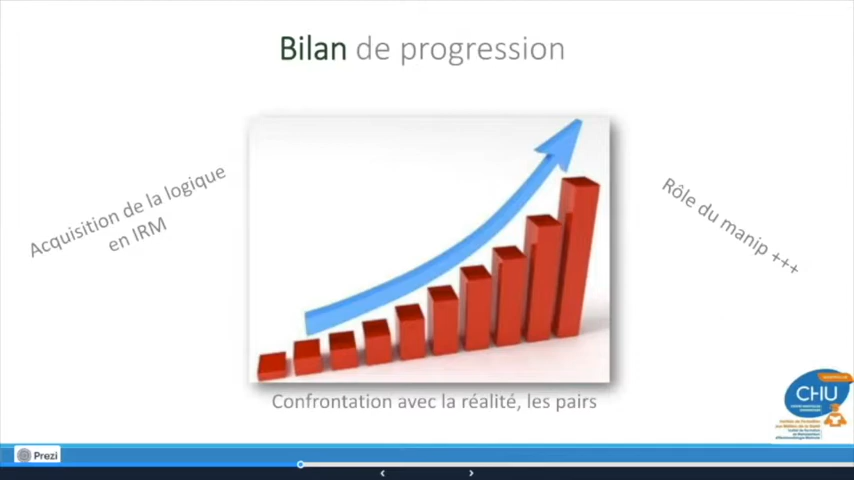 Bilan de progression
Acquisition de la logique
en IRM
Rôle du manip +++
Confrontation avec la réalité, les pairs
CHU
Prezi